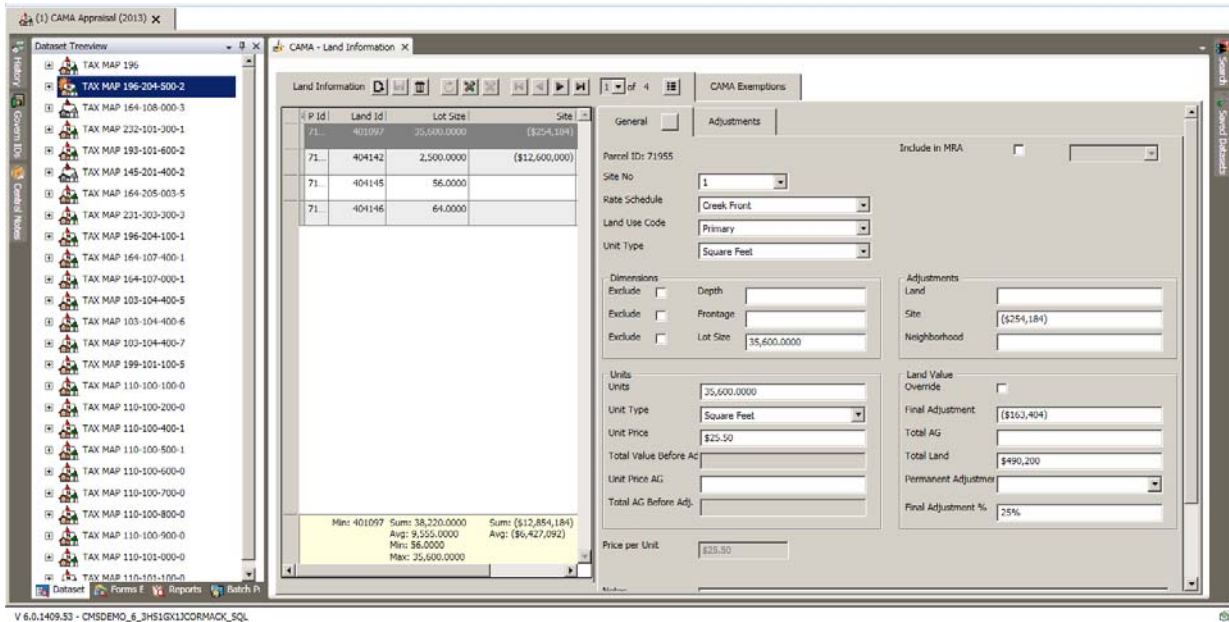 (1) CAMA Appraisal (2013)
History
Govern IDs
Central Notes
Dataset Treeview
TAX MAP 196
TAX MAP 196-204-500-2
TAX MAP 164-108-000-3
TAX MAP 232-101-300-1
TAX MAP 193-101-600-2
TAX MAP 145-201-400-2
TAX MAP 164-205-003-5
TAX MAP 231-303-300-3
TAX MAP 196-204-100-1
TAX MAP 164-107-400-1
TAX MAP 164-107-000-1
TAX MAP 103-104-400-5
TAX MAP 103-104-400-6
TAX MAP 103-104-400-7
TAX MAP 199-101-100-5
TAX MAP 110-100-100-0
TAX MAP 110-100-200-0
TAX MAP 110-100-400-1
TAX MAP 110-100-500-1
TAX MAP 110-100-600-0
TAX MAP 110-100-700-0
TAX MAP 110-100-800-0
TAX MAP 110-100-900-0
TAX MAP 110-101-000-0
TAX MAP 110-101-100-0
Dataset Forms E Reports Batch Pr
CAMA - Land Information
Land Information 1 of 4 CAMA Exemptions
P Id Land Id Lot Size Site
71... 401097 35,600.0000 ($254,184)
71... 404142 2,500.0000 ($12,600,000)
71... 404145 56.0000
71... 404146 64.0000
Min: 401097 Sum: 38,220.0000 Sum: ($12,854,184)
Avg: 9,555.0000 Avg: ($6,427,092)
Min: 56.0000
Max: 35,600.0000
General Adjustments
Parcel ID: 71955 Include in MRA
Site No 1
Rate Schedule Creek Front
Land Use Code Primary
Unit Type Square Feet
Dimensions
Exclude Depth
Exclude Frontage
Exclude Lot Size 35,600.0000
Adjustments
Land
Site ($254,184)
Neighborhood
Units
Units 35,600.0000
Unit Type Square Feet
Unit Price $25.50
Total Value Before Ad
Unit Price AG
Total AG Before Adj.
Land Value
Override
Final Adjustment ($163,404)
Total AG
Total Land $490,200
Permanent Adjustmen
Final Adjustment % 25%
Price per Unit $25.50
Notes
Search
Saved Datasets
V 6.0.1409.53 - CMSDEMO_6_3HS1GX1JCORMACK_SQL